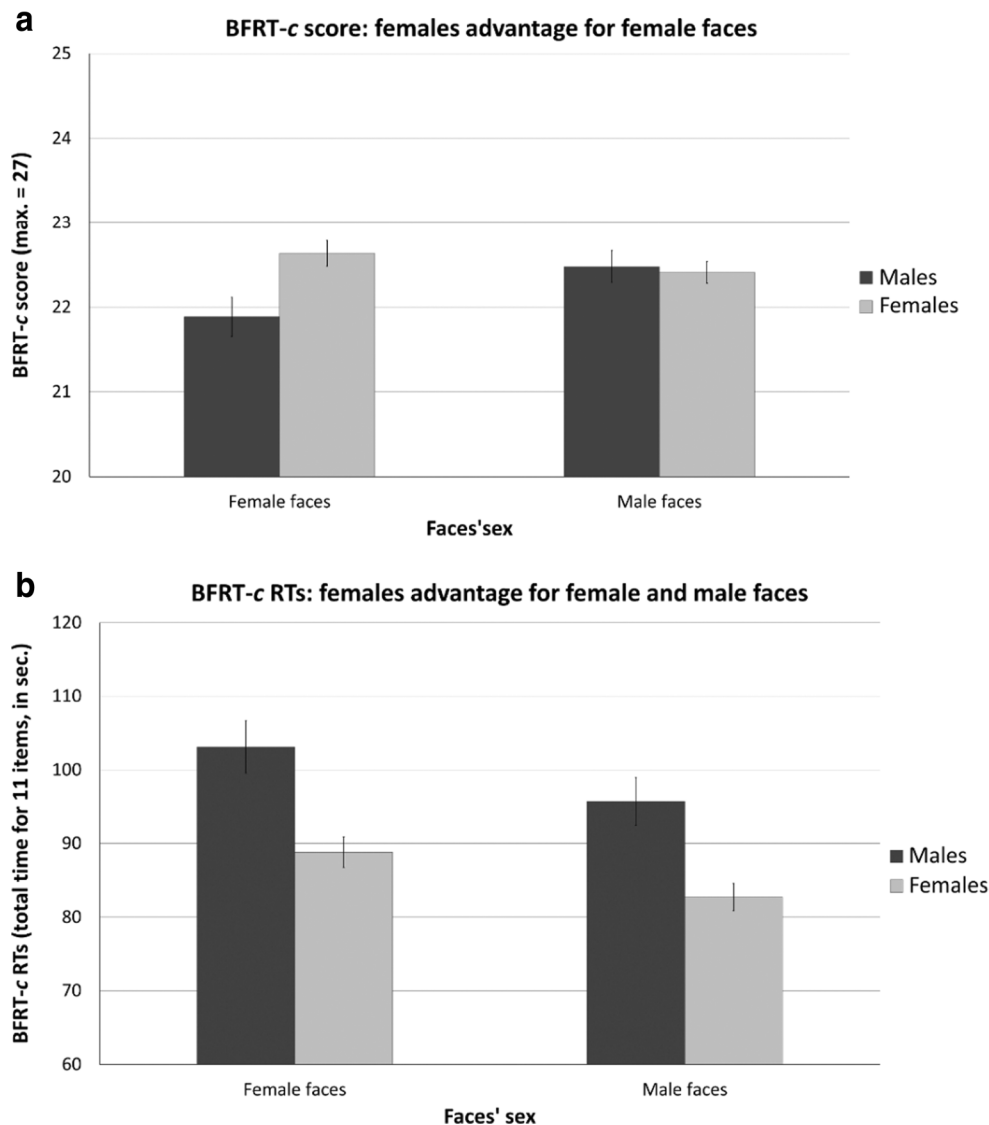 a
BFRT-c score: females advantage for female faces
BFRT-c score (max. = 27)
25
24
23
22
21
20
Female faces
Male faces
Faces'sex
Males
Females
b
BFRT-c RTs: females advantage for female and male faces
BFRT-c RTs (total time for 11 items, in sec.)
120
110
100
90
80
70
60
Female faces
Male faces
Faces' sex
Males
Females